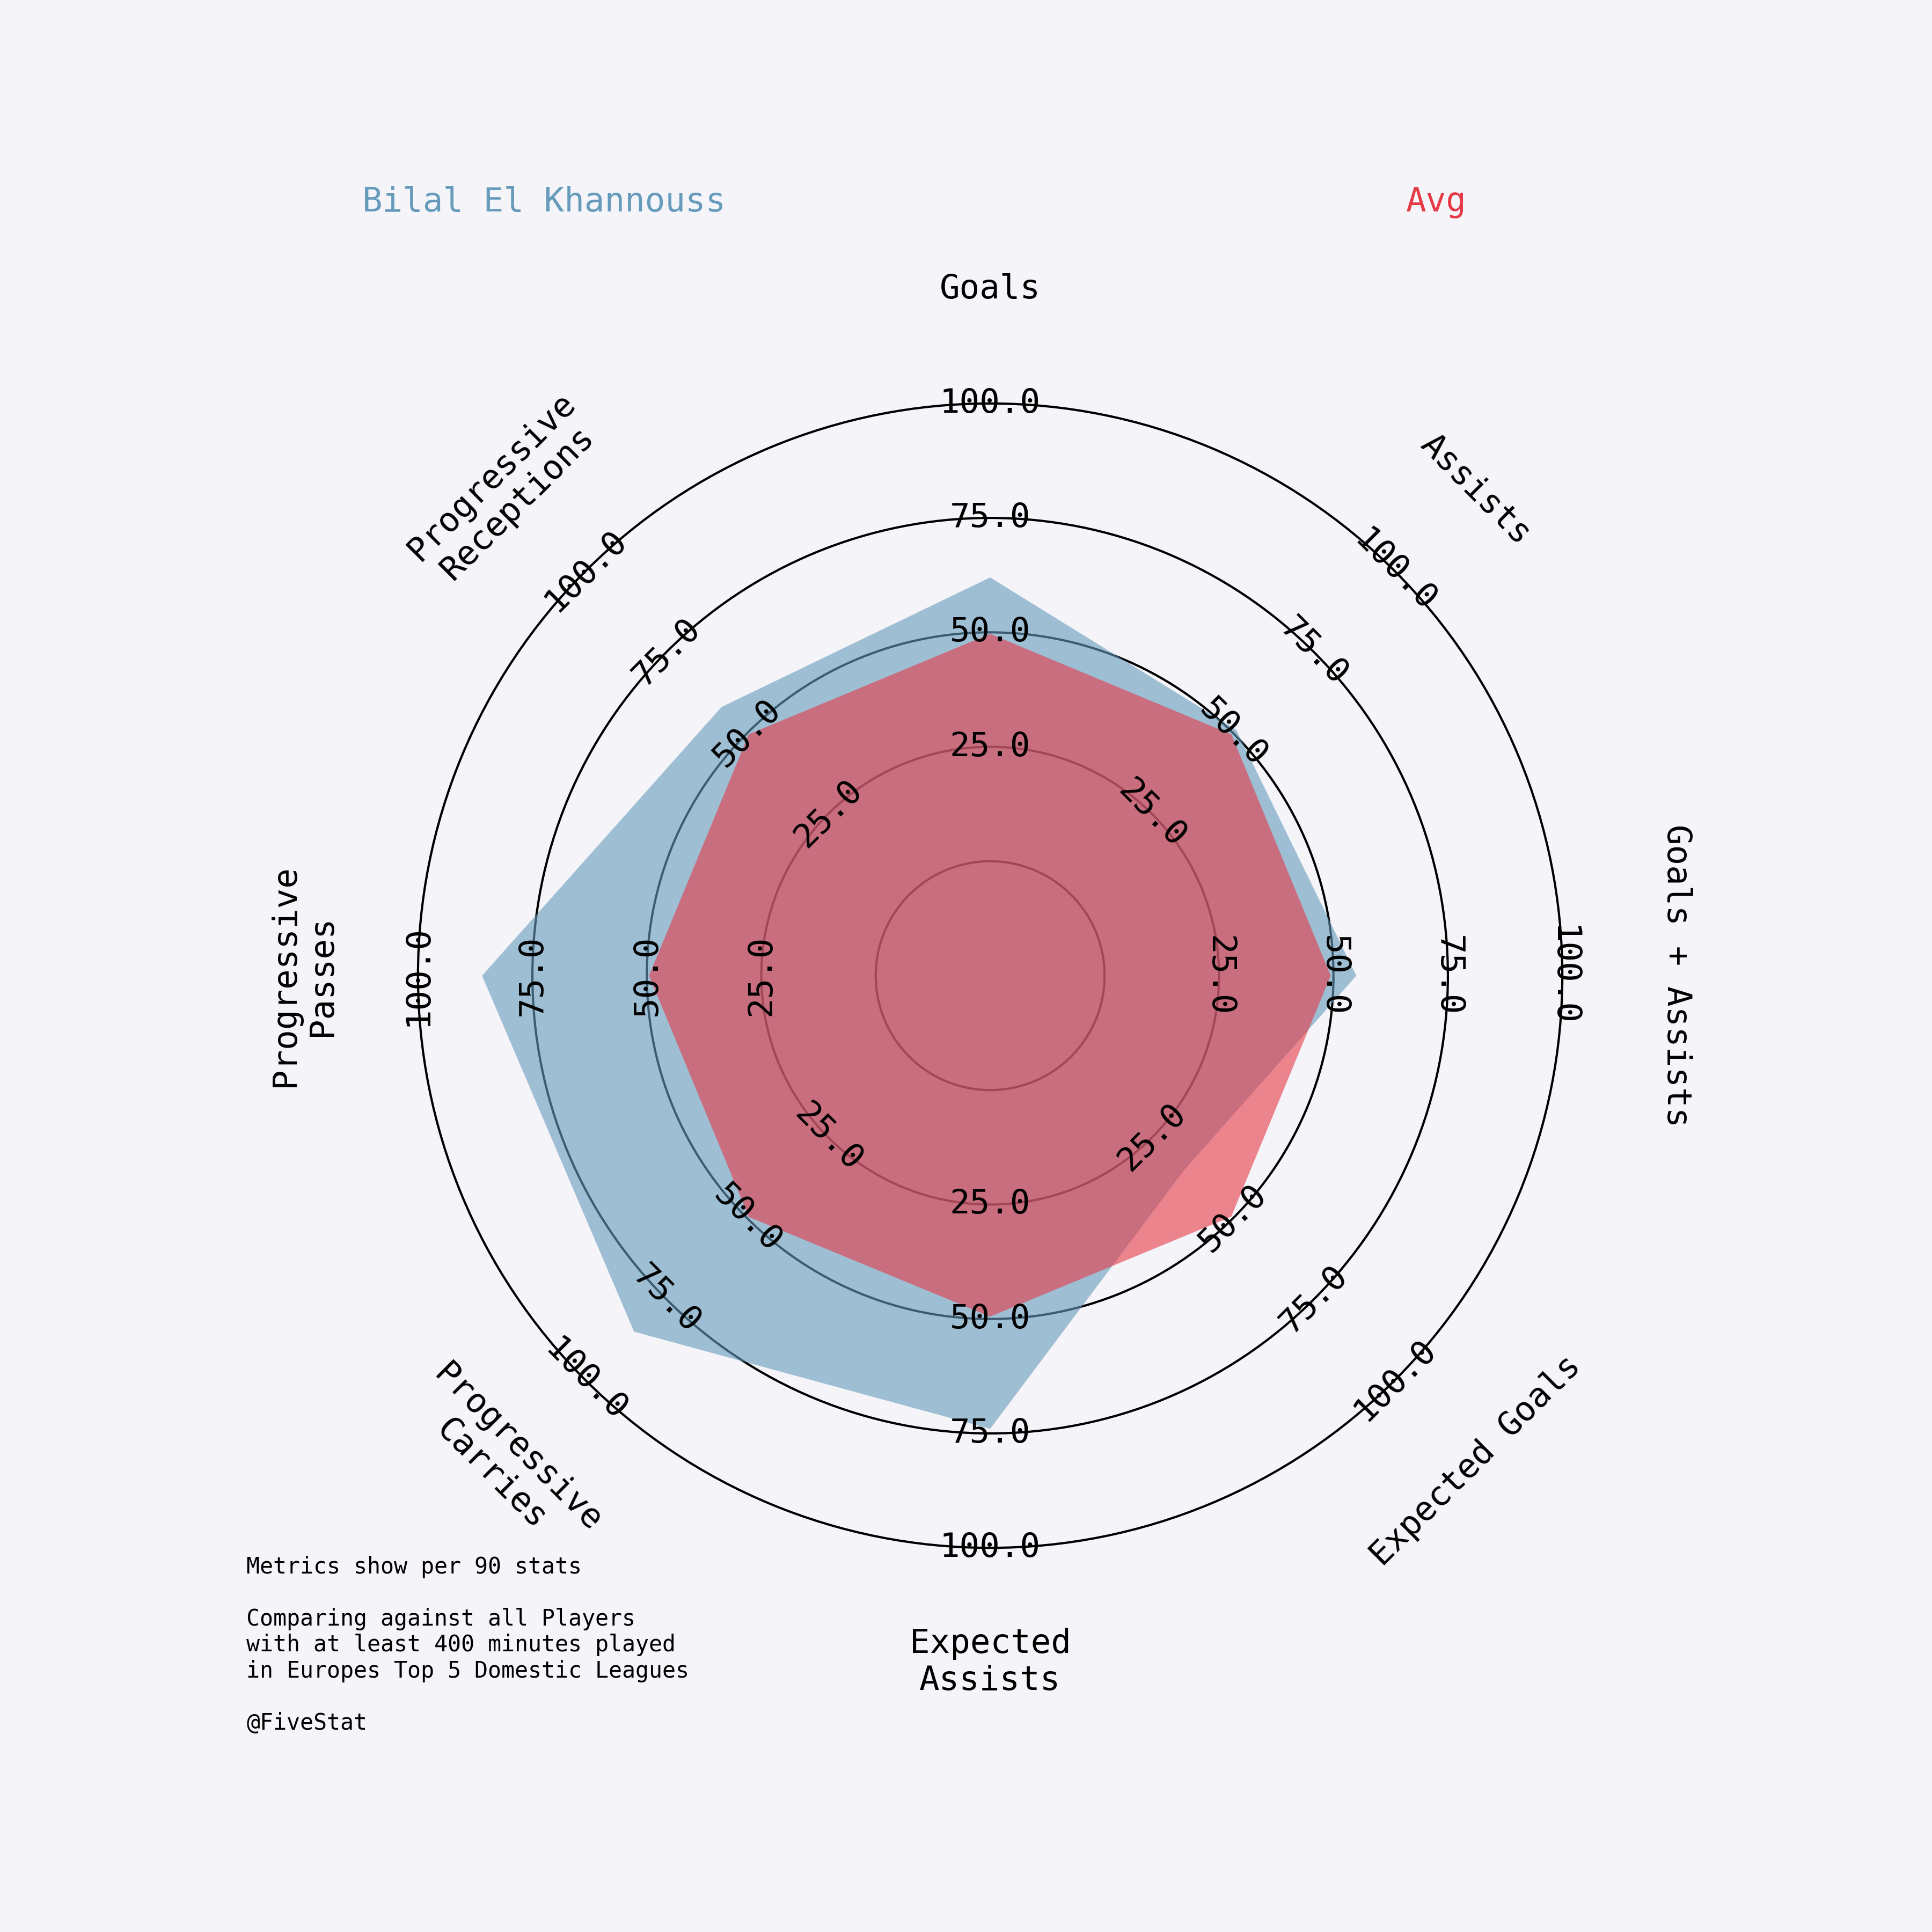 Bilal El Khannouss
Avg
Goals
Assists
Goals + Assists
Expected Goals
Expected
Assists
Progressive
Carries
Progressive
Passes
Progressive
Receptions
25.0
50.0
75.0
100.0
25.0
50.0
75.0
100.0
25.0
50.0
75.0
100.0
25.0
50.0
75.0
100.0
25.0
50.0
75.0
100.0
25.0
50.0
75.0
100.0
25.0
50.0
75.0
100.0
25.0
50.0
75.0
100.0
Metrics show per 90 stats
Comparing against all Players
with at least 400 minutes played
in Europes Top 5 Domestic Leagues
@FiveStat